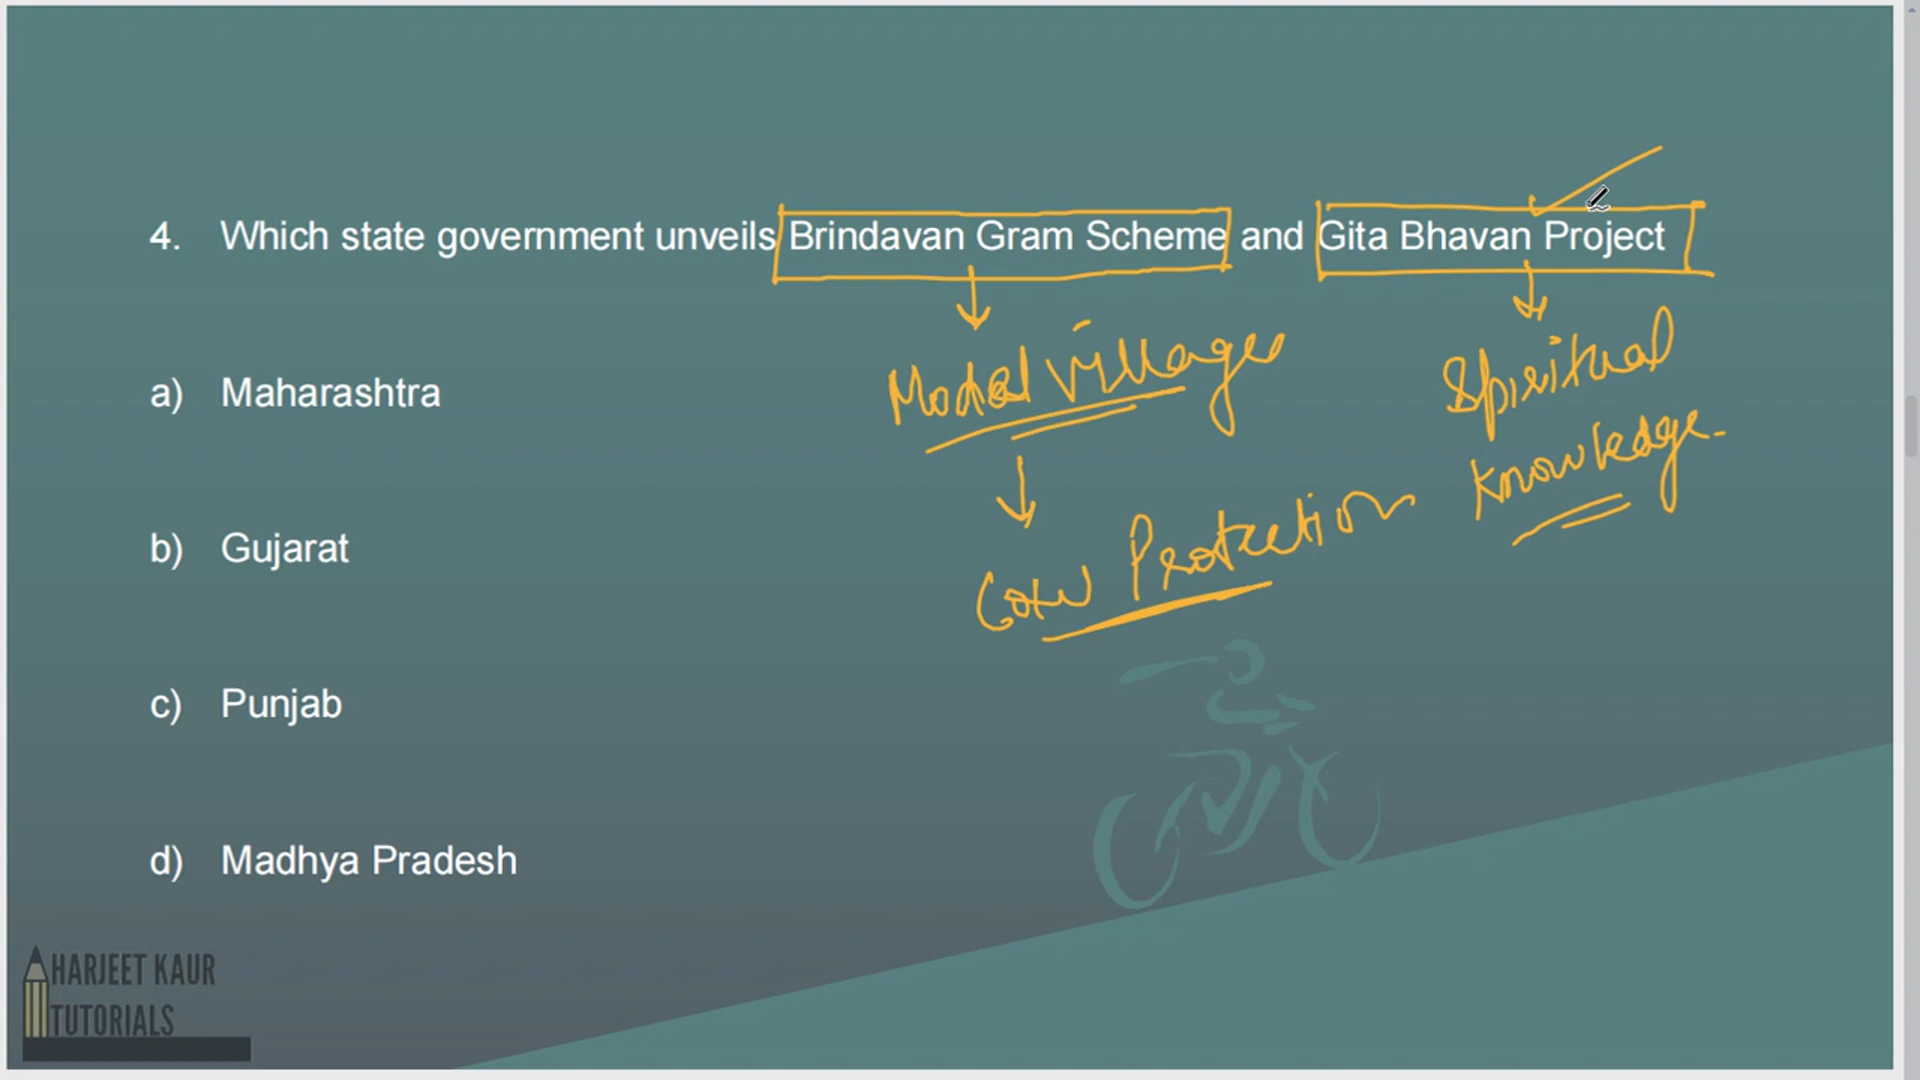 4. Which state government unveils Brindavan Gram Scheme and Gita Bhavan Project
Model Villages
Spiritual
Knowledge.
Cow Protection
a) Maharashtra
b) Gujarat
c) Punjab
d) Madhya Pradesh
HARJEET KAUR
TUTORIALS